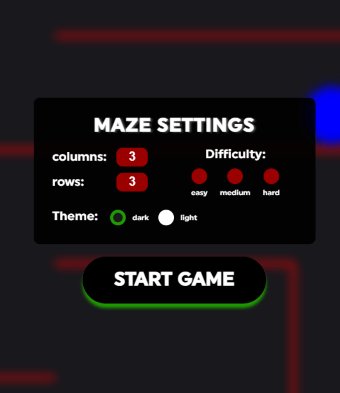 MAZE SETTINGS
columns: 3
Difficulty:
rows: 3
easy medium hard
Theme: dark light
START GAME